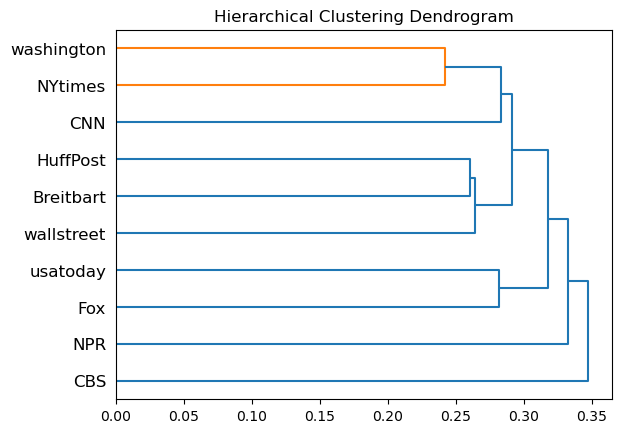 Hierarchical Clustering Dendrogram
washington
NYtimes
CNN
HuffPost
Breitbart
wallstreet
usatoday
Fox
NPR
CBS
0.00 0.05 0.10 0.15 0.20 0.25 0.30 0.35